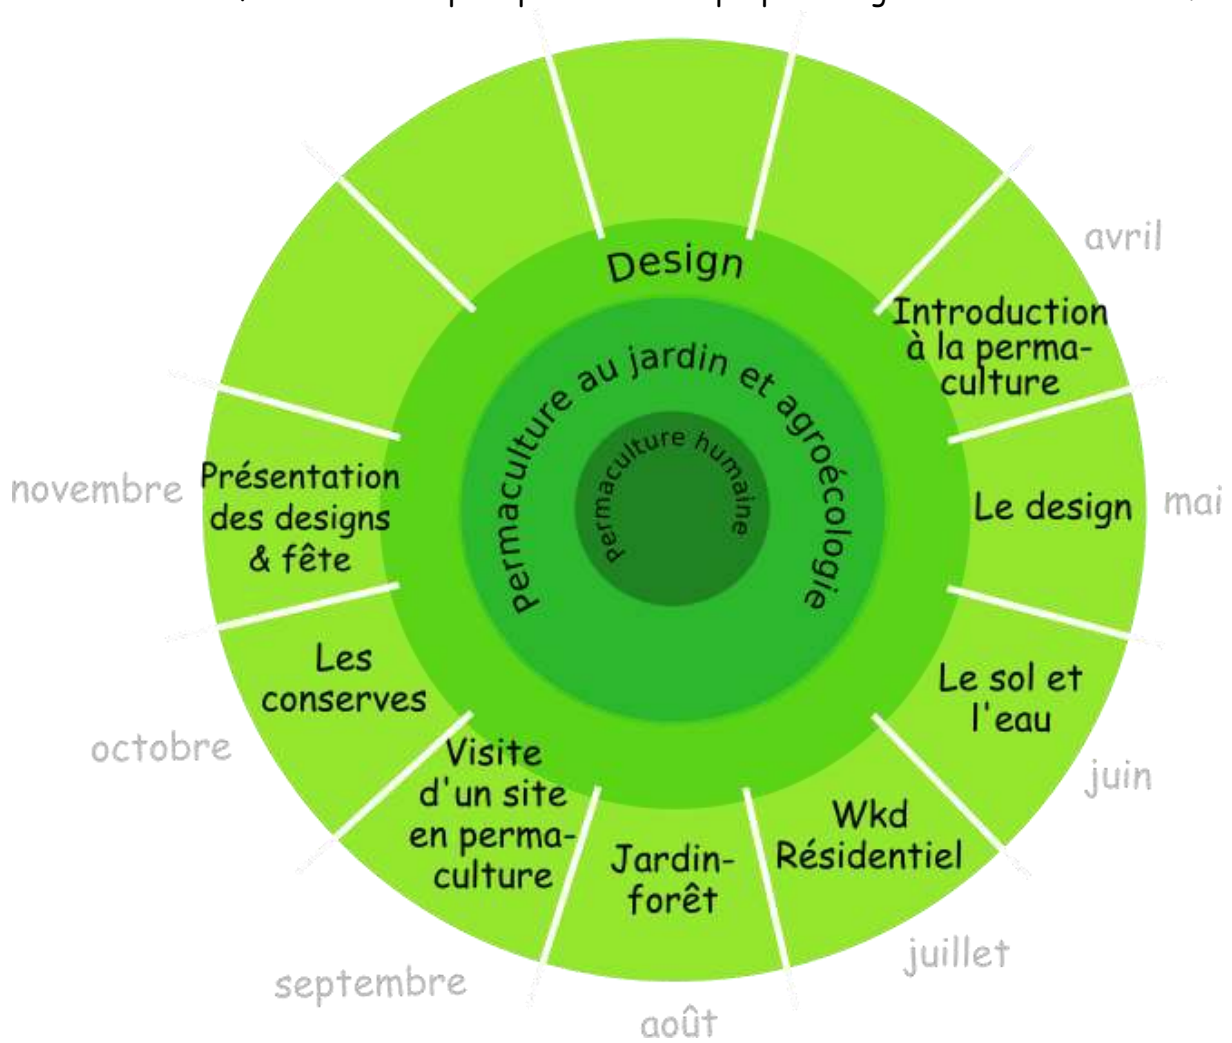 Design
Permaculture au jardin et agroécologie
Permaculture humaine
avril
Introduction
à la perma-
culture
mai
Le design
juin
Le sol et
l'eau
juillet
Wkd
Résidentiel
août
Jardin-
forêt
septembre
Visite
d'un site
en perma-
culture
octobre
Les
conserves
novembre
Présentation
des designs
& fête